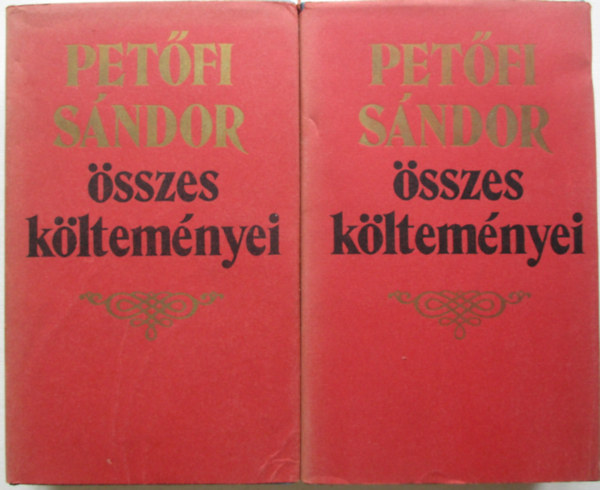 PETŐFI
SÁNDOR
összes
költeményei
PETŐFI
SÁNDOR
összes
költeményei